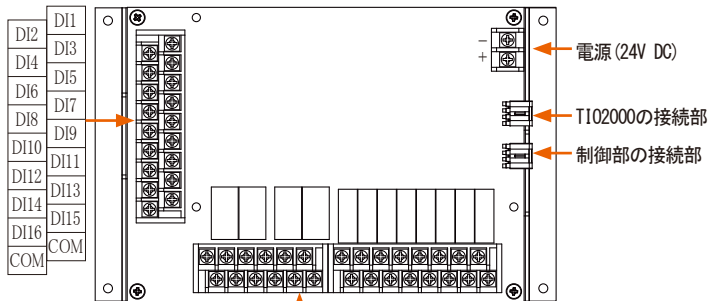 DI1
DI2
DI3
DI4
DI5
DI6
DI7
DI8
DI9
DI10
DI11
DI12
DI13
DI14
DI15
DI16
COM
COM
−
+
電源(24V DC)
TIO2000の接続部
制御部の接続部